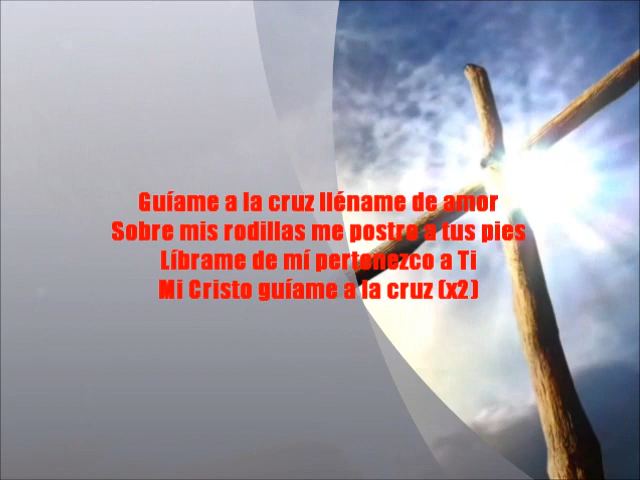 Guíame a la cruz lléname de amor
Sobre mis rodillas me postro a tus pies
Líbrame de mí pertenezco a Ti
Mi Cristo guíame a la cruz (x2)